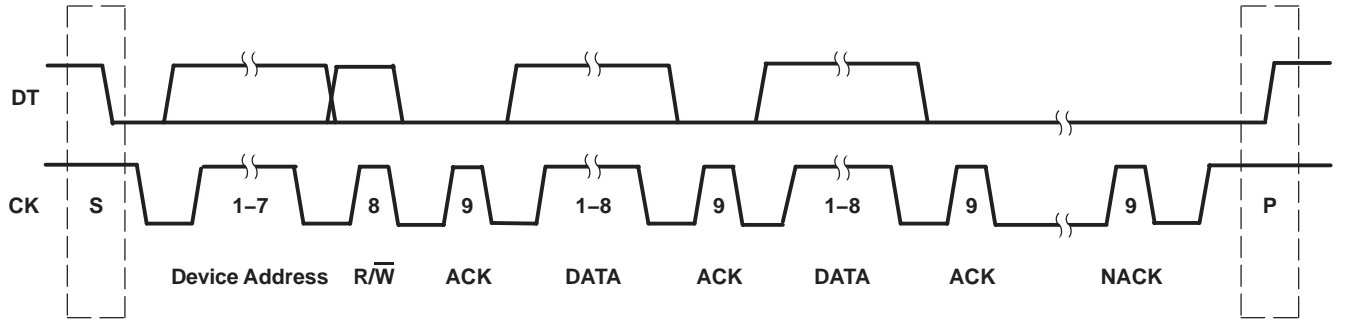 DT
CK S 1–7 8 9 1–8 9 1–8 9 9 P
Device Address R/W̅ ACK DATA ACK DATA ACK NACK